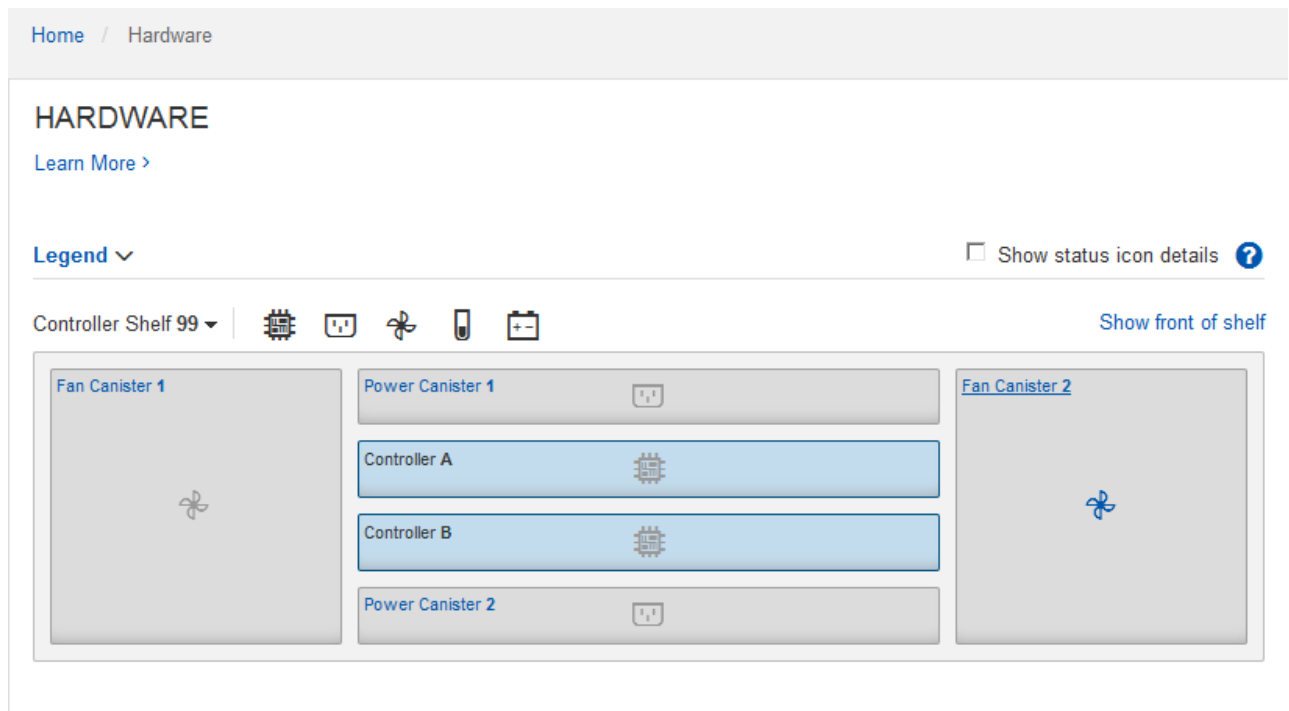 Home / Hardware
HARDWARE
Learn More >
Legend
Show status icon details ?
Controller Shelf 99
Show front of shelf
Fan Canister 1
Power Canister 1
Fan Canister 2
Controller A
Controller B
Power Canister 2